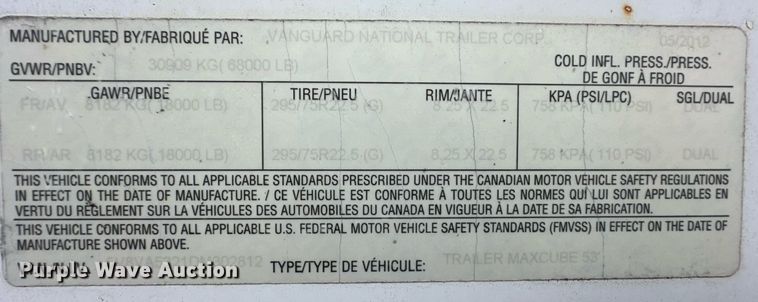 MANUFACTURED BY/FABRIQUÉ PAR: VANGUARD NATIONAL TRAILER CORP. 05/2012
GVWR/PNBV: 30909 KG( 68000 LB) COLD INFL. PRESS./PRESS.
DE GONF À FROID
GAWR/PNBE TIRE/PNEU RIM/JANTE KPA (PSI/LPC) SGL/DUAL
FR/AV 8182 KG( 18000 LB) 295/75R22.5 (G) 8.25 X 22.5 758 KPA( 110 PSI) DUAL
RR/AR 8182 KG( 18000 LB) 295/75R22.5 (G) 8.25 X 22.5 758 KPA( 110 PSI) DUAL
THIS VEHICLE CONFORMS TO ALL APPLICABLE STANDARDS PRESCRIBED UNDER THE CANADIAN MOTOR VEHICLE SAFETY REGULATIONS
IN EFFECT ON THE DATE OF MANUFACTURE. / CE VÉHICULE EST CONFORME À TOUTES LES NORMES QUI LUI SONT APPLICABLES EN
VERTU DU RÉGLEMENT SUR LA VÉHICULES DES AUTOMOBILES DU CANADA EN VIGUEUR À LA DATE DE SA FABRICATION.
THIS VEHICLE CONFORMS TO ALL APPLICABLE U.S. FEDERAL MOTOR VEHICLE SAFETY STANDARDS (FMVSS) IN EFFECT ON THE DATE OF
MANUFACTURE SHOWN ABOVE.
TYPE/TYPE DE VÉHICULE: TRAILER MAXCUBE 53'
Purple Wave Auction